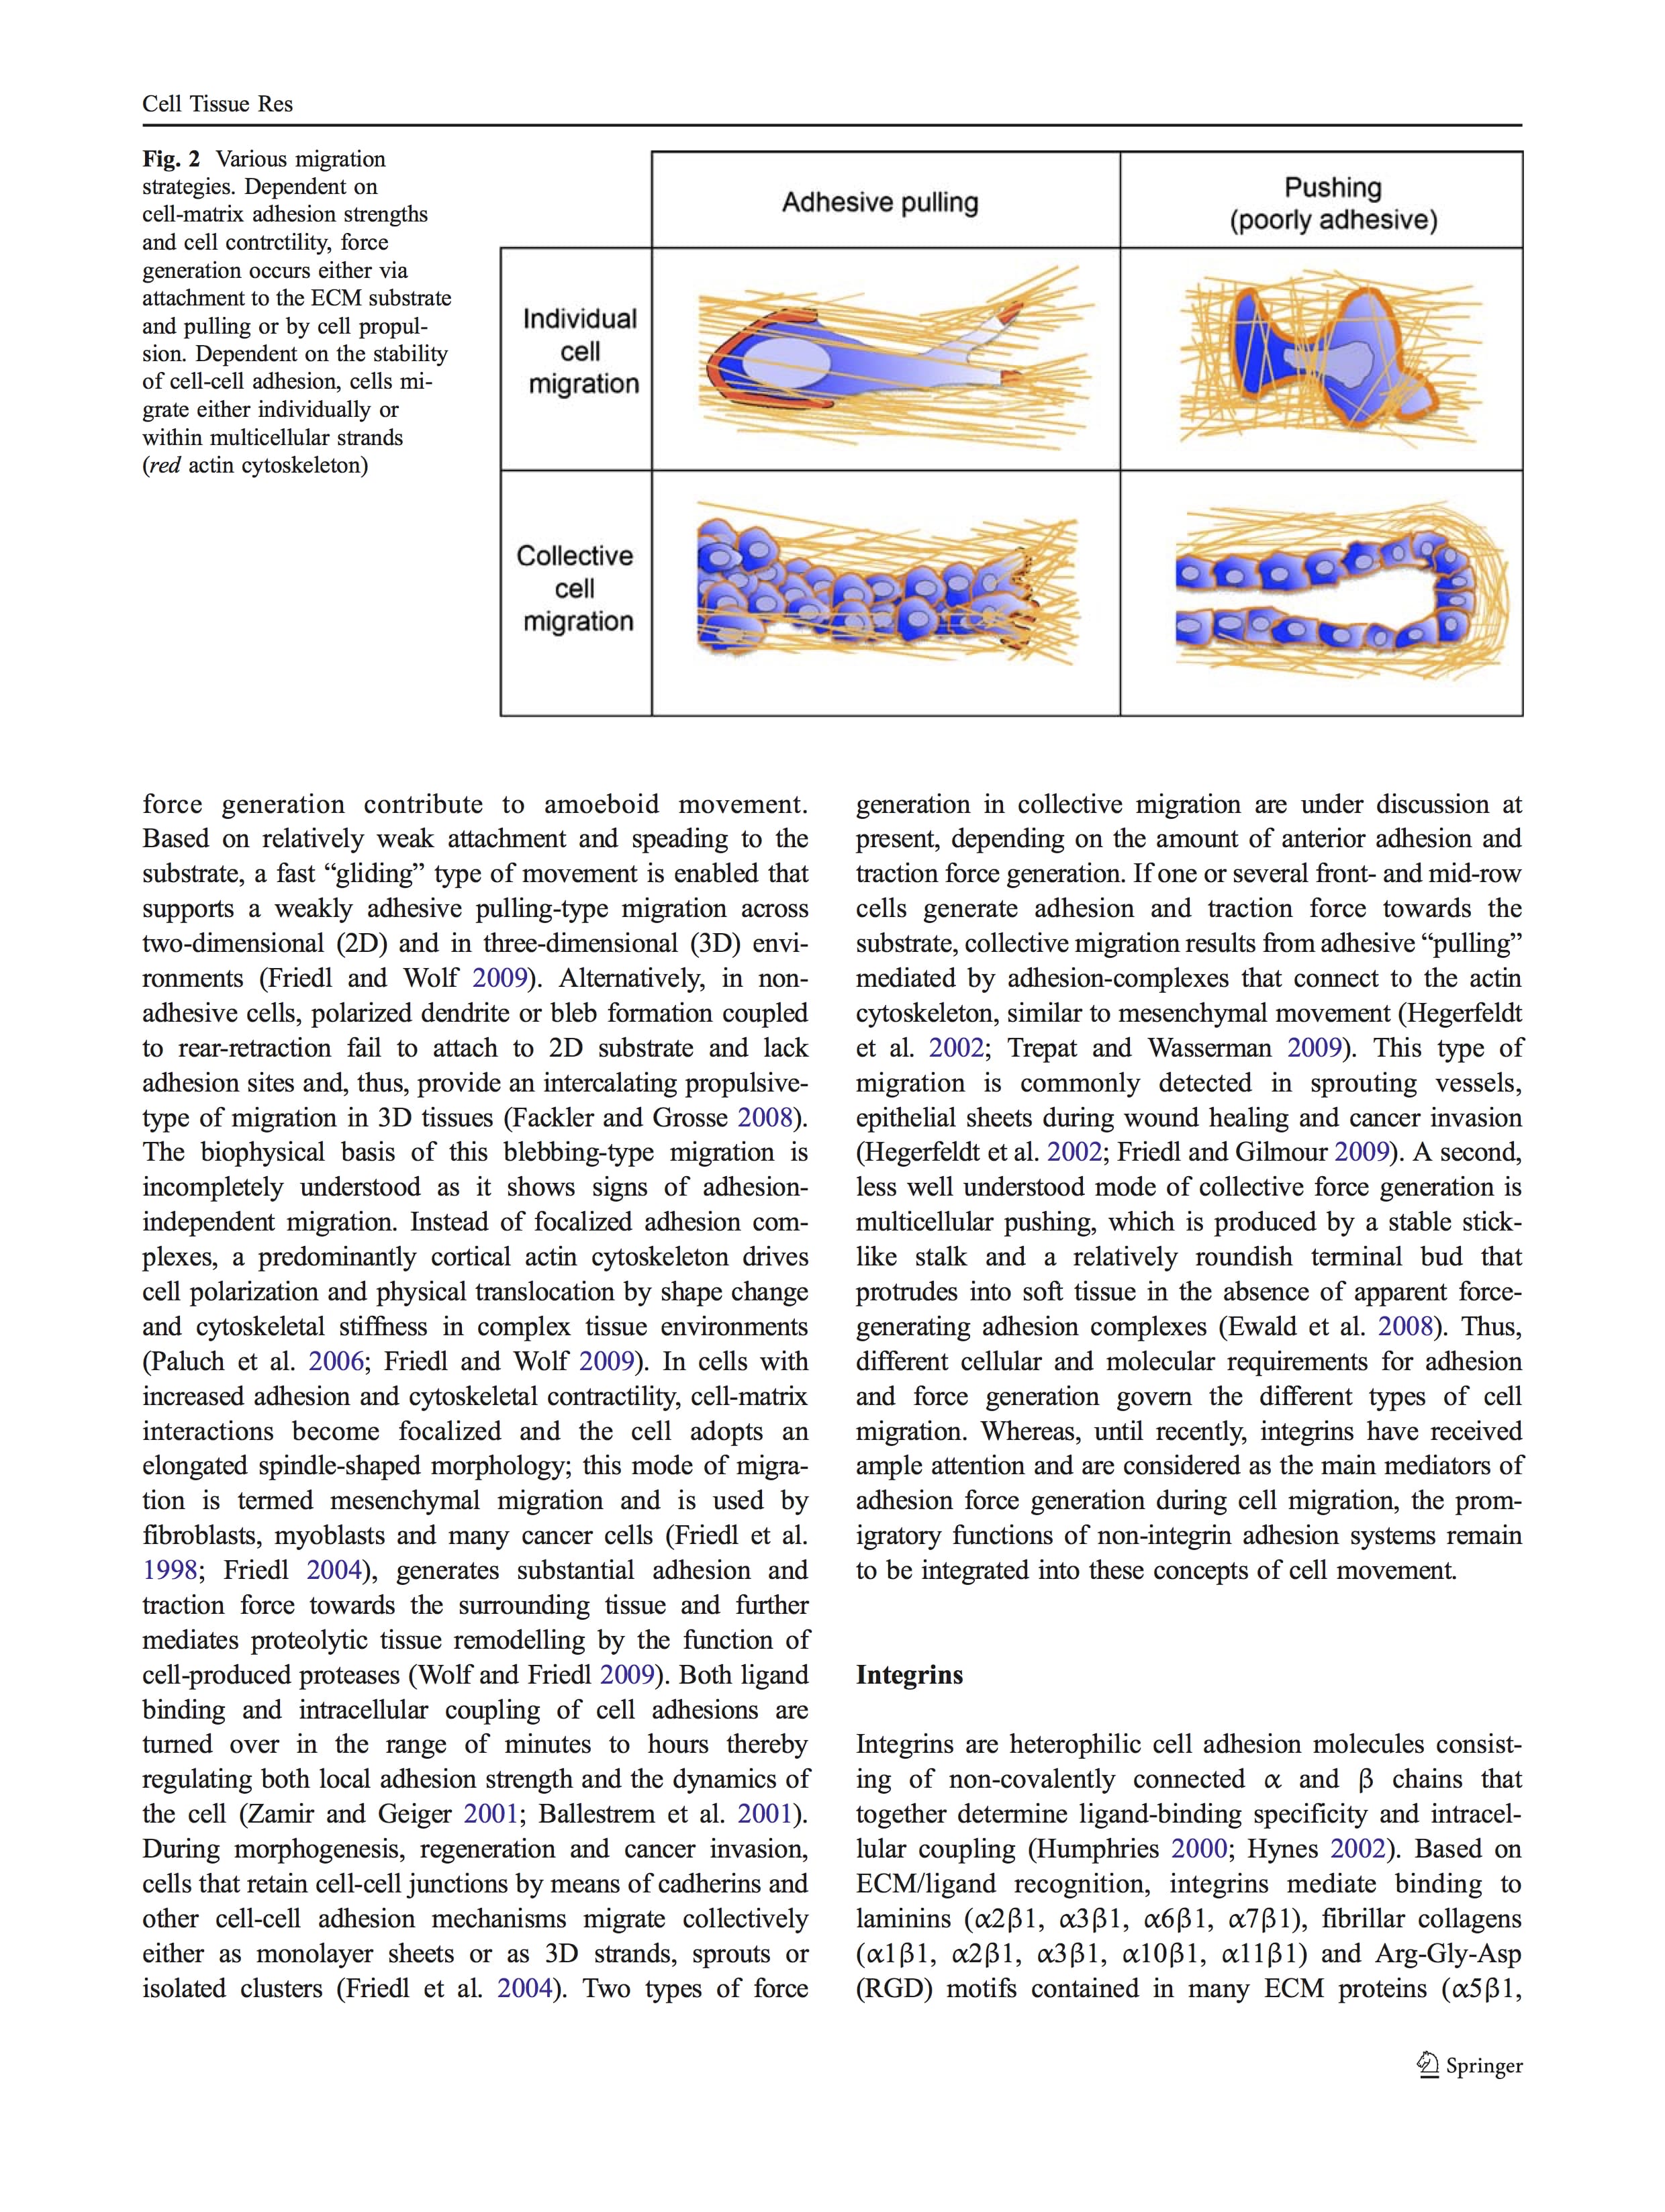 Cell Tissue Res
Fig. 2 Various migration
strategies. Dependent on
cell-matrix adhesion strengths
and cell contrctility, force
generation occurs either via
attachment to the ECM substrate
and pulling or by cell propul-
sion. Dependent on the stability
of cell-cell adhesion, cells mi-
grate either individually or
within multicellular strands
(red actin cytoskeleton)
Adhesive pulling
Pushing
(poorly adhesive)
Individual
cell
migration
Collective
cell
migration
force generation contribute to amoeboid movement.
Based on relatively weak attachment and speading to the
substrate, a fast “gliding” type of movement is enabled that
supports a weakly adhesive pulling-type migration across
two-dimensional (2D) and in three-dimensional (3D) envi-
ronments (Friedl and Wolf 2009). Alternatively, in non-
adhesive cells, polarized dendrite or bleb formation coupled
to rear-retraction fail to attach to 2D substrate and lack
adhesion sites and, thus, provide an intercalating propulsive-
type of migration in 3D tissues (Fackler and Grosse 2008).
The biophysical basis of this blebbing-type migration is
incompletely understood as it shows signs of adhesion-
independent migration. Instead of focalized adhesion com-
plexes, a predominantly cortical actin cytoskeleton drives
cell polarization and physical translocation by shape change
and cytoskeletal stiffness in complex tissue environments
(Paluch et al. 2006; Friedl and Wolf 2009). In cells with
increased adhesion and cytoskeletal contractility, cell-matrix
interactions become focalized and the cell adopts an
elongated spindle-shaped morphology; this mode of migra-
tion is termed mesenchymal migration and is used by
fibroblasts, myoblasts and many cancer cells (Friedl et al.
1998; Friedl 2004), generates substantial adhesion and
traction force towards the surrounding tissue and further
mediates proteolytic tissue remodelling by the function of
cell-produced proteases (Wolf and Friedl 2009). Both ligand
binding and intracellular coupling of cell adhesions are
turned over in the range of minutes to hours thereby
regulating both local adhesion strength and the dynamics of
the cell (Zamir and Geiger 2001; Ballestrem et al. 2001).
During morphogenesis, regeneration and cancer invasion,
cells that retain cell-cell junctions by means of cadherins and
other cell-cell adhesion mechanisms migrate collectively
either as monolayer sheets or as 3D strands, sprouts or
isolated clusters (Friedl et al. 2004). Two types of force
generation in collective migration are under discussion at
present, depending on the amount of anterior adhesion and
traction force generation. If one or several front- and mid-row
cells generate adhesion and traction force towards the
substrate, collective migration results from adhesive “pulling”
mediated by adhesion-complexes that connect to the actin
cytoskeleton, similar to mesenchymal movement (Hegerfeldt
et al. 2002; Trepat and Wasserman 2009). This type of
migration is commonly detected in sprouting vessels,
epithelial sheets during wound healing and cancer invasion
(Hegerfeldt et al. 2002; Friedl and Gilmour 2009). A second,
less well understood mode of collective force generation is
multicellular pushing, which is produced by a stable stick-
like stalk and a relatively roundish terminal bud that
protrudes into soft tissue in the absence of apparent force-
generating adhesion complexes (Ewald et al. 2008). Thus,
different cellular and molecular requirements for adhesion
and force generation govern the different types of cell
migration. Whereas, until recently, integrins have received
ample attention and are considered as the main mediators of
adhesion force generation during cell migration, the prom-
igratory functions of non-integrin adhesion systems remain
to be integrated into these concepts of cell movement.
Integrins
Integrins are heterophilic cell adhesion molecules consist-
ing of non-covalently connected α and β chains that
together determine ligand-binding specificity and intracel-
lular coupling (Humphries 2000; Hynes 2002). Based on
ECM/ligand recognition, integrins mediate binding to
laminins (α2β1, α3β1, α6β1, α7β1), fibrillar collagens
(α1β1, α2β1, α3β1, α10β1, α11β1) and Arg-Gly-Asp
(RGD) motifs contained in many ECM proteins (α5β1,
Springer